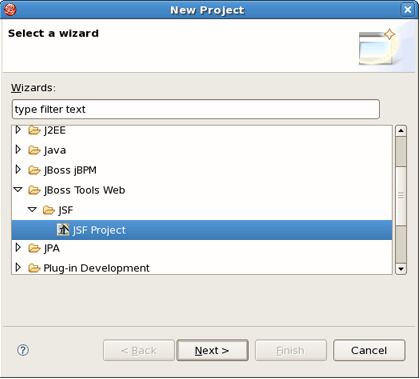 New Project
Select a wizard
Wizards:
type filter text
J2EE
Java
JBoss jBPM
JBoss Tools Web
JSF
JSF Project
JPA
Plug-in Development
?
< Back
Next >
Finish
Cancel